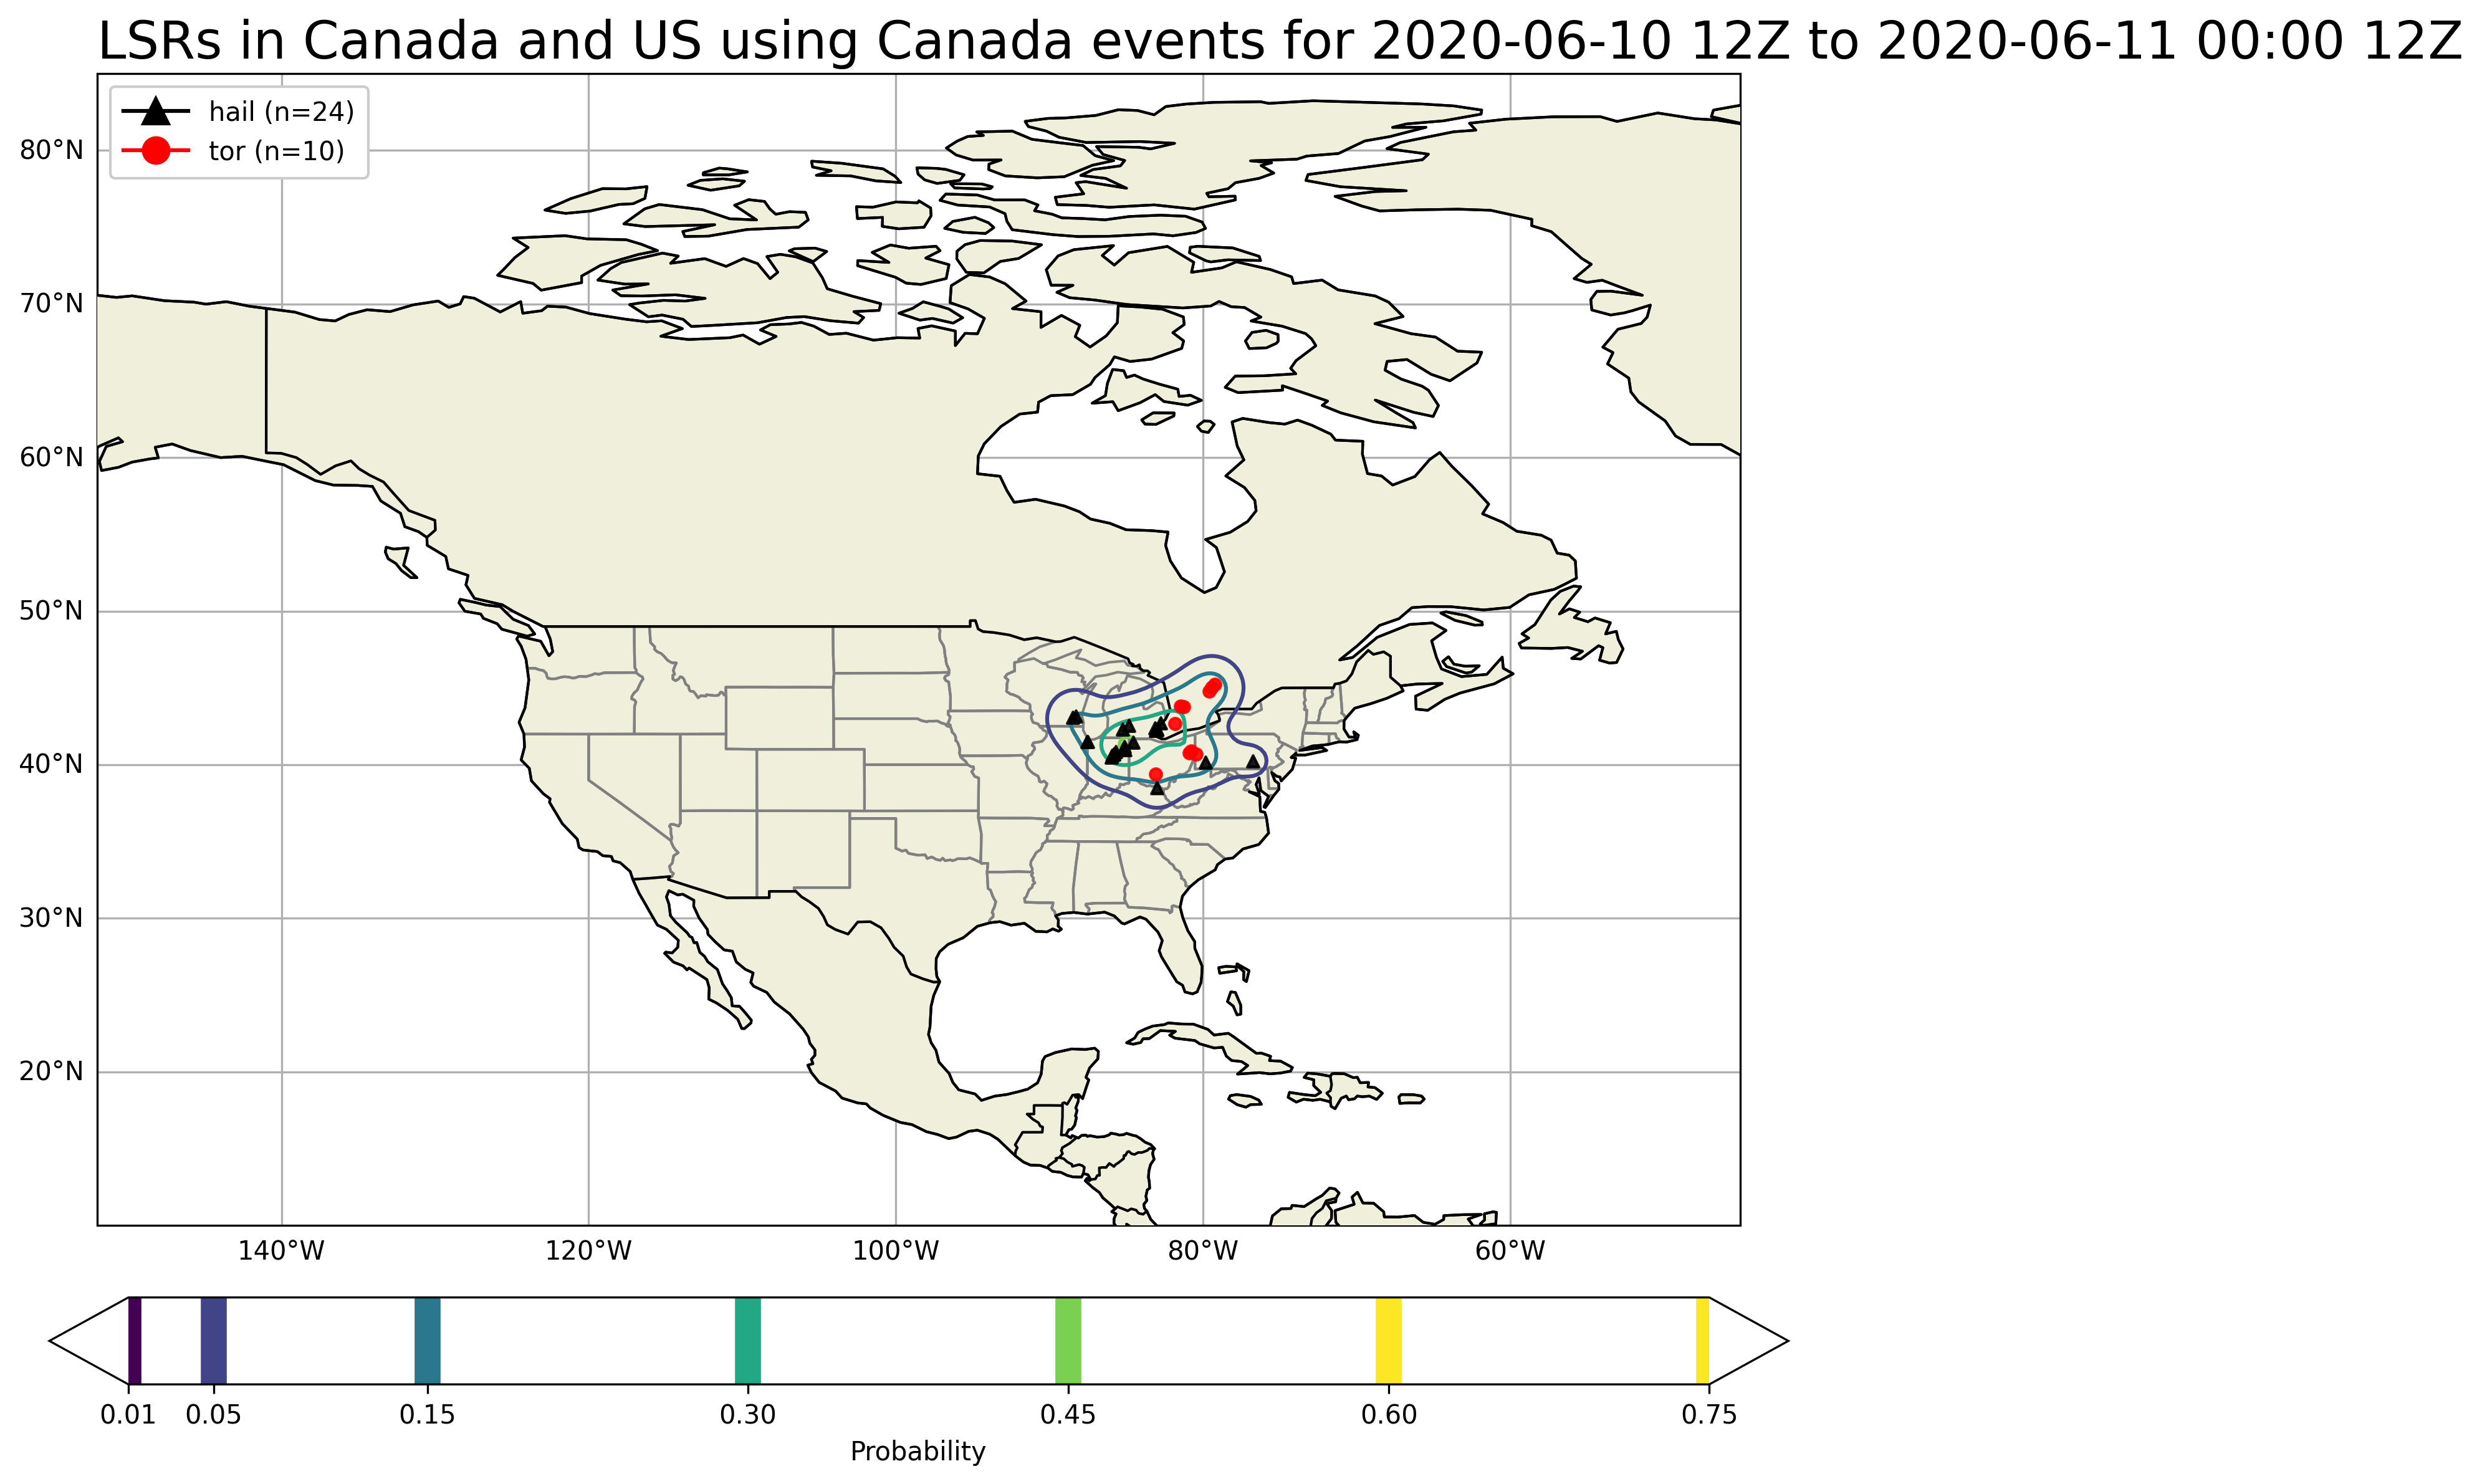 LSRs in Canada and US using Canada events for 2020-06-10 12Z to 2020-06-11 00:00 12Z
hail (n=24)
tor (n=10)
80°N
70°N
60°N
50°N
40°N
30°N
20°N
140°W 120°W 100°W 80°W 60°W
0.01 0.05 0.15 0.30 0.45 0.60 0.75
Probability